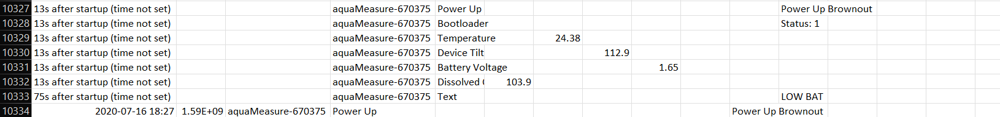 10327 13s after startup (time not set) aquaMeasure-670375 Power Up Power Up Brownout
10328 13s after startup (time not set) aquaMeasure-670375 Bootloader Status: 1
10329 13s after startup (time not set) aquaMeasure-670375 Temperature 24.38
10330 13s after startup (time not set) aquaMeasure-670375 Device Tilt 112.9
10331 13s after startup (time not set) aquaMeasure-670375 Battery Voltage 1.65
10332 13s after startup (time not set) aquaMeasure-670375 Dissolved 103.9
10333 75s after startup (time not set) aquaMeasure-670375 Text LOW BAT
10334 2020-07-16 18:27 1.59E+09 aquaMeasure-670375 Power Up Power Up Brownout